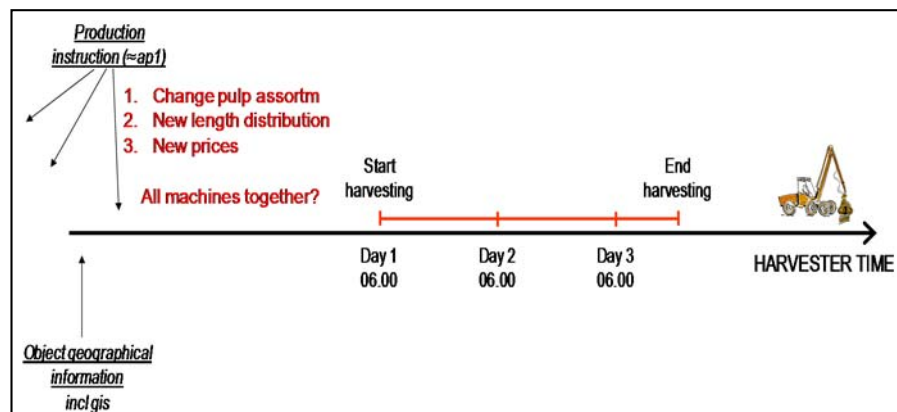 Production
instruction (≈ap1)
1. Change pulp assortm
2. New length distribution
3. New prices
All machines together?
Start
harvesting
End
harvesting
Day 1
06.00
Day 2
06.00
Day 3
06.00
HARVESTER TIME
Object geographical
information
incl gis